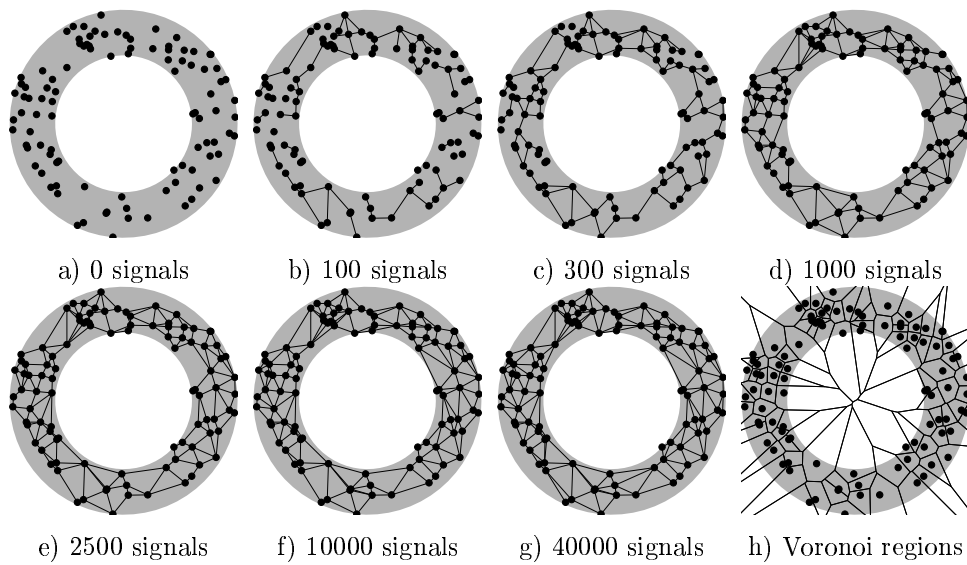 a) 0 signals
b) 100 signals
c) 300 signals
d) 1000 signals
e) 2500 signals
f) 10000 signals
g) 40000 signals
h) Voronoi regions